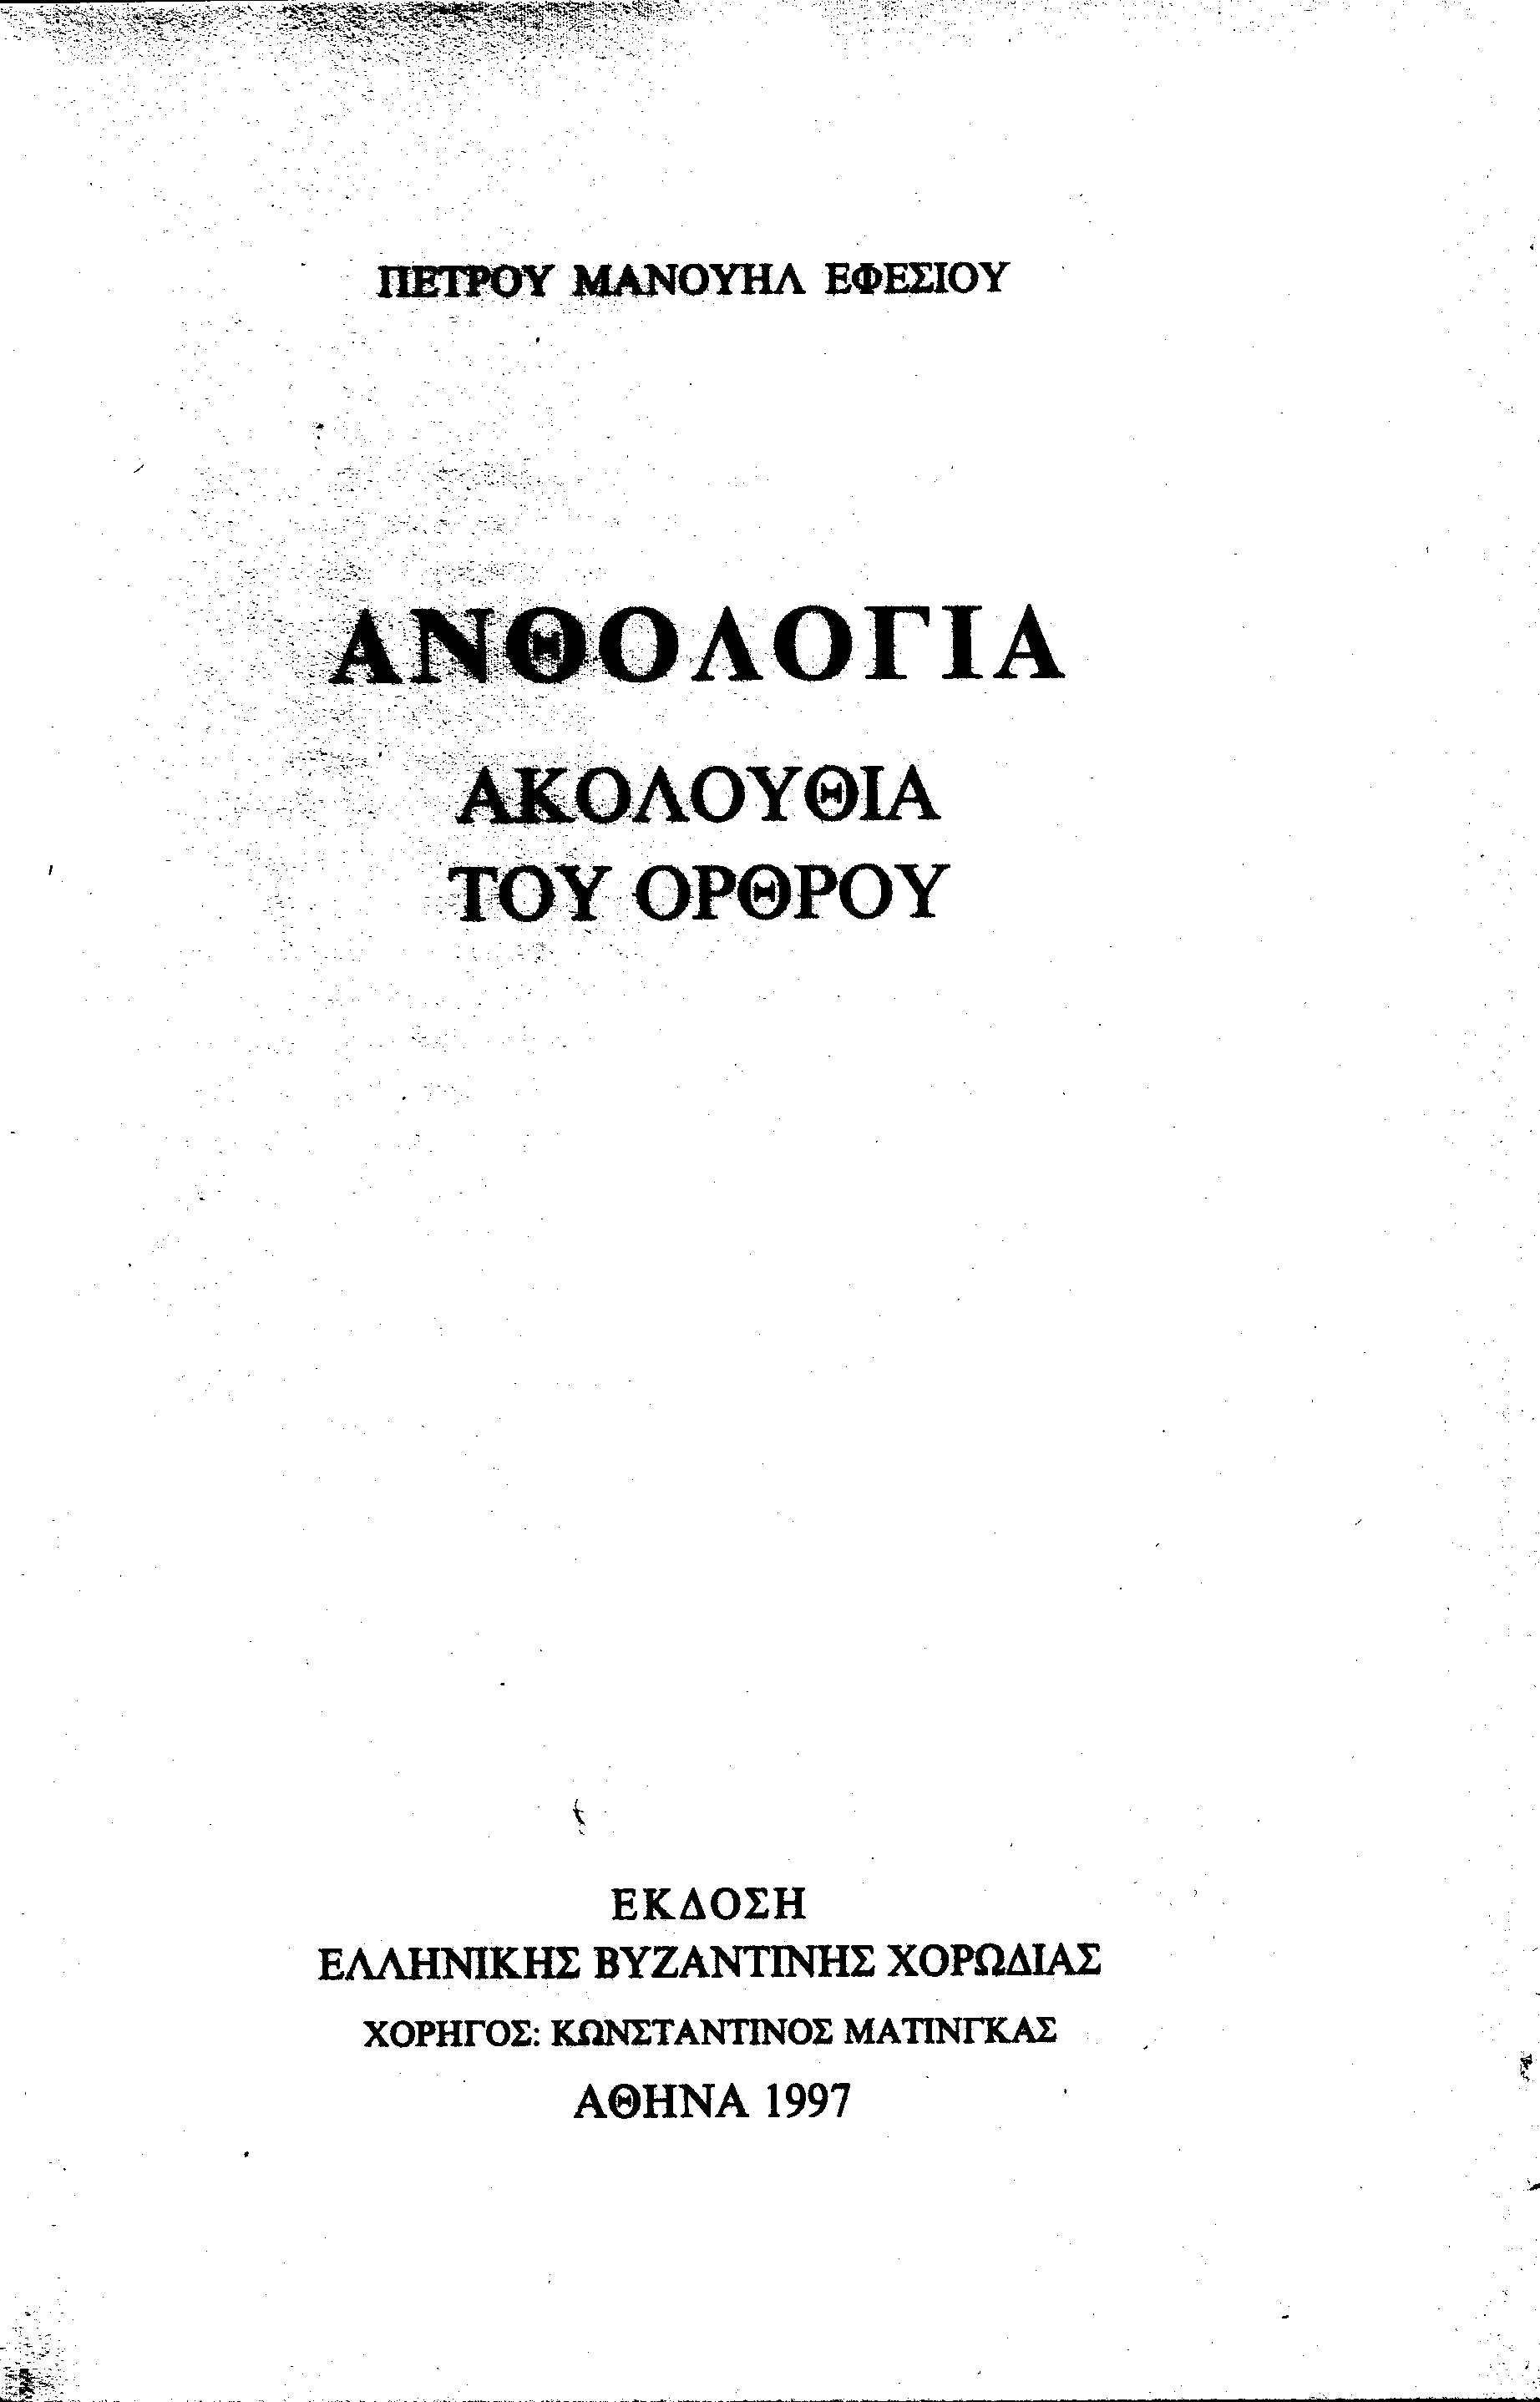 ΠΕΤΡΟΥ ΜΑΝΟΥΗΛ ΕΦΕΣΙΟΥ
ΑΝΘΟΛΟΓΙΑ
ΑΚΟΛΟΥΘΙΑ
ΤΟΥ ΟΡΘΡΟΥ
ΕΚΔΟΣΗ
ΕΛΛΗΝΙΚΗΣ ΒΥΖΑΝΤΙΝΗΣ ΧΟΡΩΔΙΑΣ
ΧΟΡΗΓΟΣ: ΚΩΝΣΤΑΝΤΙΝΟΣ ΜΑΤΙΝΓΚΑΣ
ΑΘΗΝΑ 1997